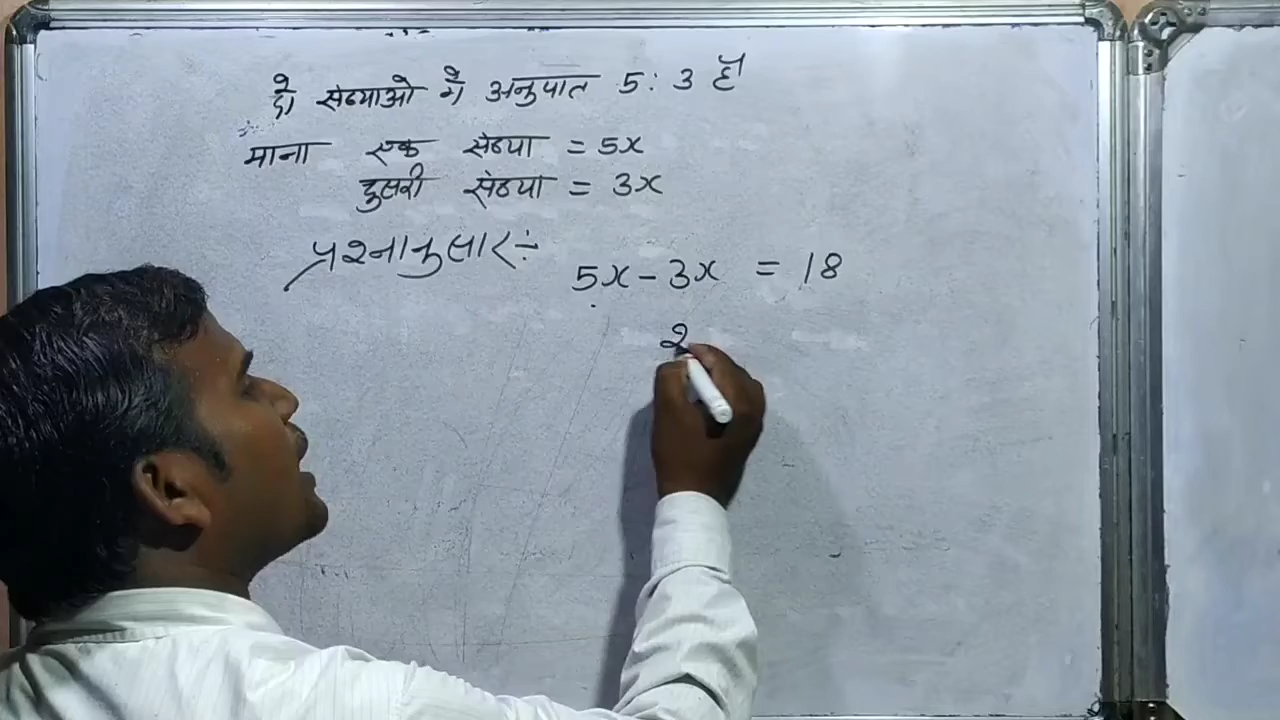 दो संख्याओ में अनुपात 5 : 3 है
माना एक संख्या = 5x
दुसरी संख्या = 3x
प्रश्नानुसार ÷
5x - 3x = 18
2